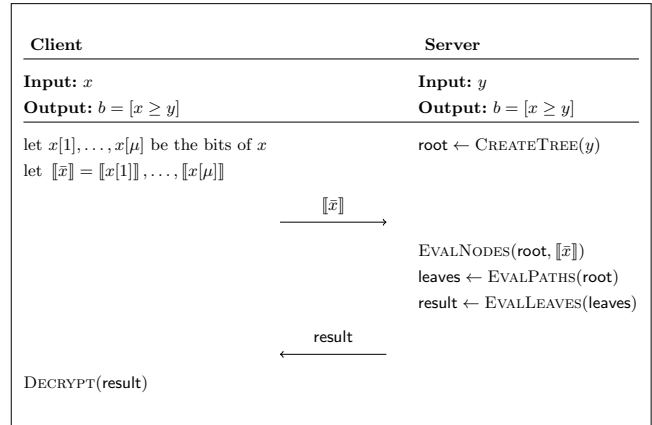 Client Server
Input: x Input: y
Output: b = [x ≥ y] Output: b = [x ≥ y]
let x[1], . . . , x[μ] be the bits of x root ← CREATETREE(y)
let ⟦x̄⟧ = ⟦x[1]⟧, . . . , ⟦x[μ]⟧
⟦x̄⟧
EVALNODES(root, ⟦x̄⟧)
leaves ← EVALPATHS(root)
result ← EVALLEAVES(leaves)
result
DECRYPT(result)